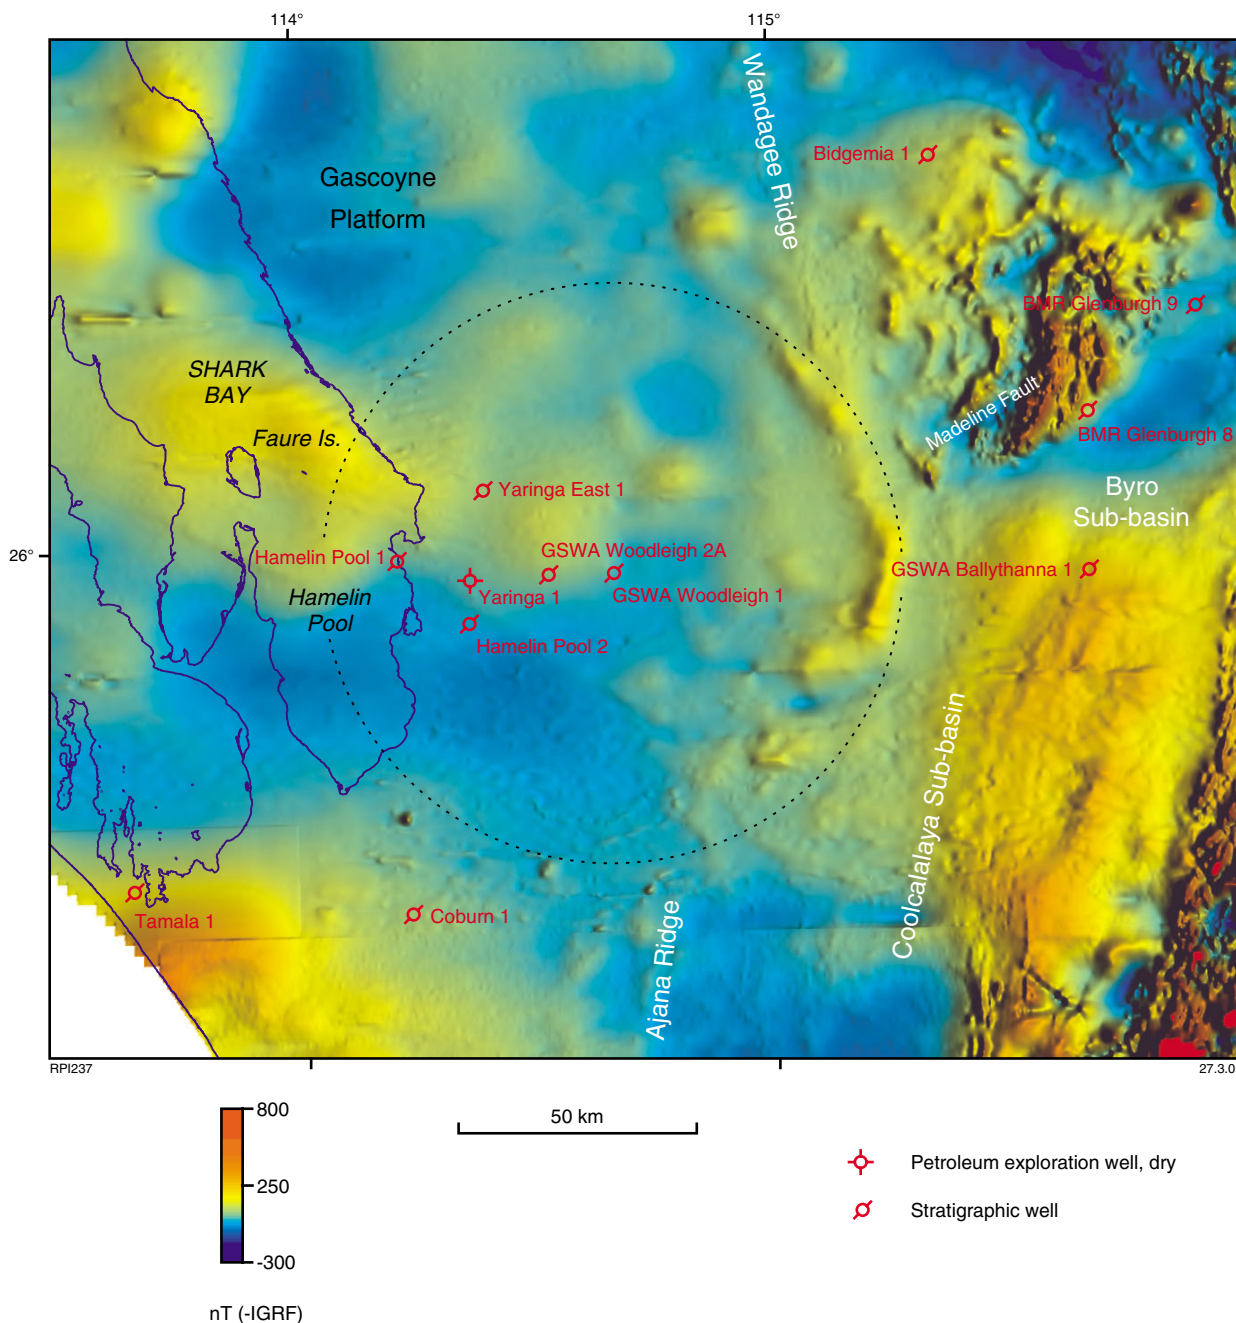 114°
115°
Wandagee Ridge
Bidgemia 1
Gascoyne
Platform
BMR Glenburgh 9
SHARK
BAY
Madeline Fault
Faure Is.
BMR Glenburgh 8
Yaringa East 1
Byro
Sub-basin
26°
Hamelin Pool 1
GSWA Woodleigh 2A
GSWA Ballythanna 1
Yaringa 1
GSWA Woodleigh 1
Hamelin
Pool
Hamelin Pool 2
Coolcalalaya Sub-basin
Tamala 1
Coburn 1
Ajana Ridge
RPI237
27.3.0
800
250
-300
nT (-IGRF)
50 km
Petroleum exploration well, dry
Stratigraphic well